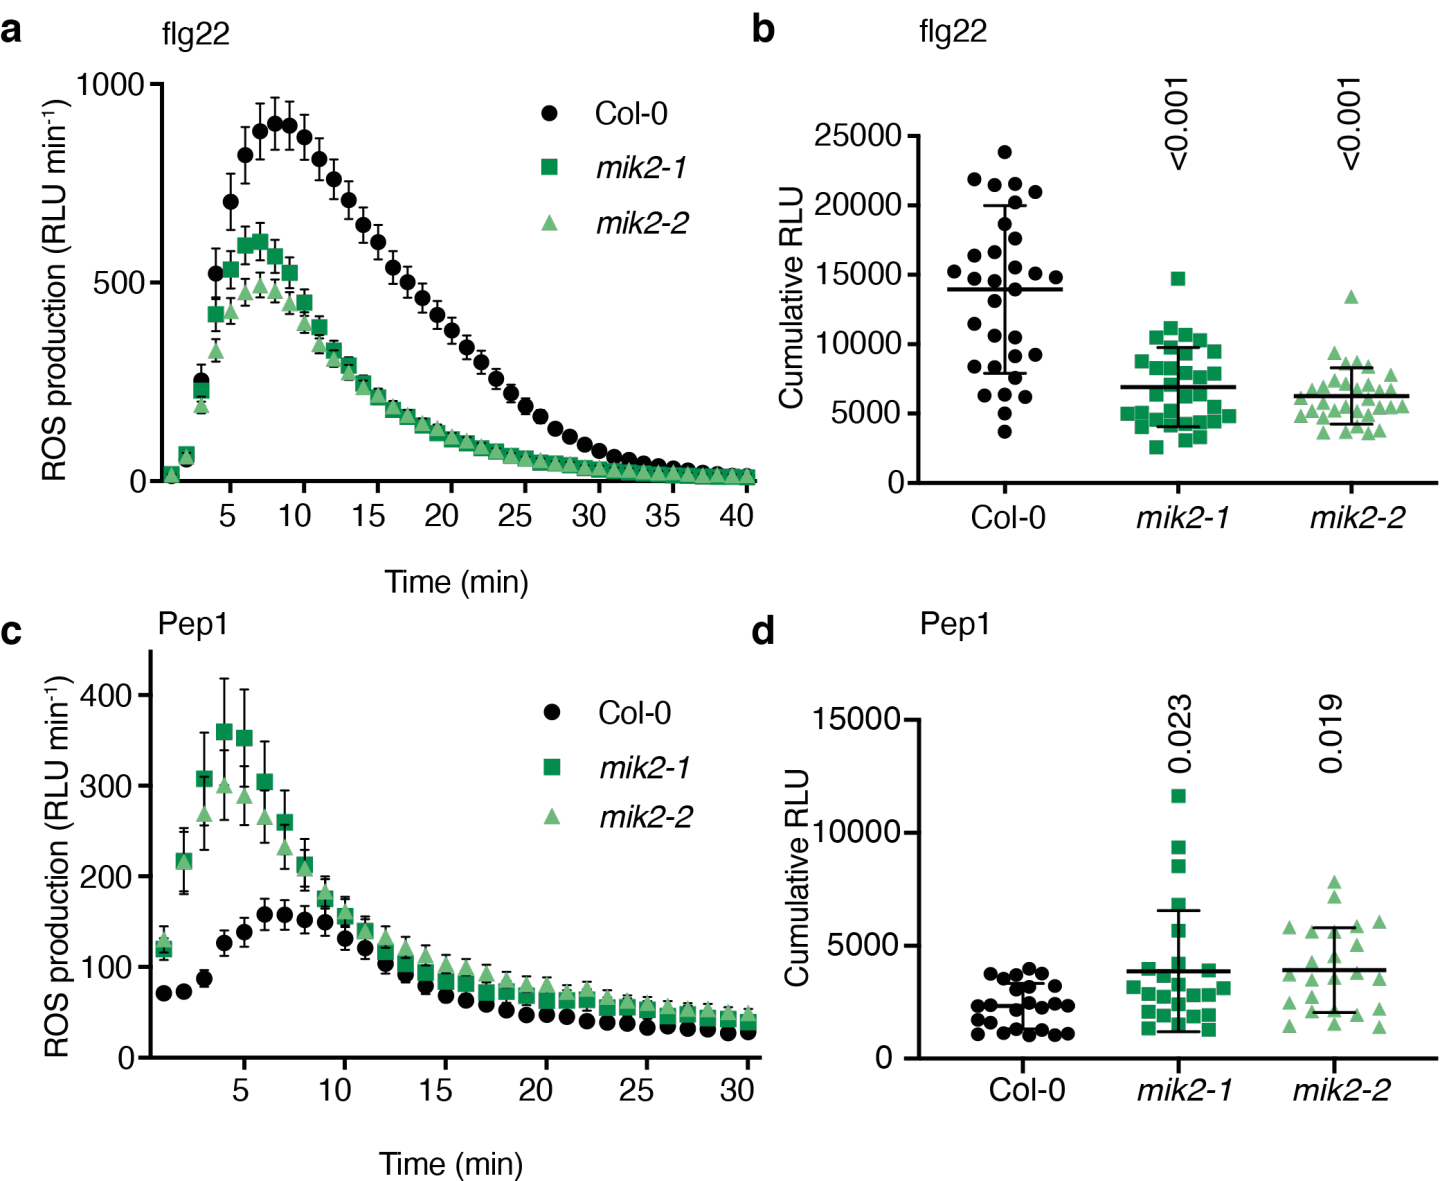 a
flg22
ROS production (RLU min⁻¹)
1000
500
0
Col-0
mik2-1
mik2-2
5 10 15 20 25 30 35 40
Time (min)
b
flg22
<0.001
<0.001
Cumulative RLU
25000
20000
15000
10000
5000
0
Col-0 mik2-1 mik2-2
c
Pep1
ROS production (RLU min⁻¹)
400
300
200
100
0
Col-0
mik2-1
mik2-2
5 10 15 20 25 30
Time (min)
d
Pep1
0.023
0.019
Cumulative RLU
15000
10000
5000
0
Col-0 mik2-1 mik2-2